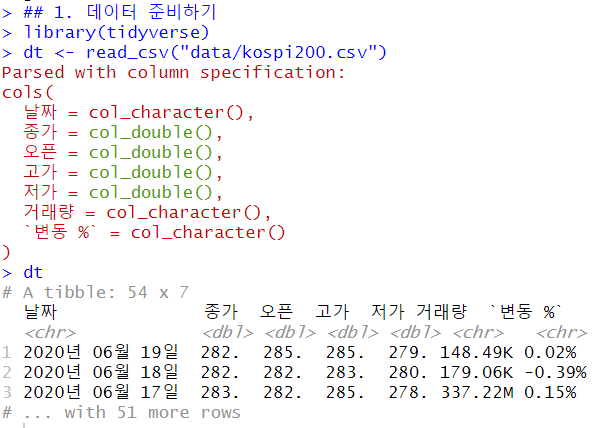 > ## 1. 데이터 준비하기
> library(tidyverse)
> dt <- read_csv("data/kospi200.csv")
Parsed with column specification:
cols(
  날짜 = col_character(),
  종가 = col_double(),
  오픈 = col_double(),
  고가 = col_double(),
  저가 = col_double(),
  거래량 = col_character(),
  `변동 %` = col_character()
)
> dt
# A tibble: 54 x 7
  날짜 종가 오픈 고가 저가 거래량 `변동 %`
  <chr> <dbl> <dbl> <dbl> <dbl> <chr> <chr>
1 2020년 06월 19일 282. 285. 285. 279. 148.49K 0.02%
2 2020년 06월 18일 282. 282. 283. 280. 179.06K -0.39%
3 2020년 06월 17일 283. 282. 285. 278. 337.22M 0.15%
# ... with 51 more rows